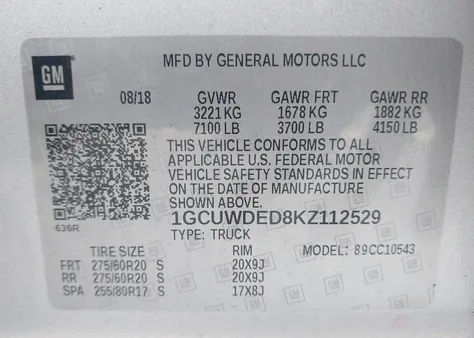 MFD BY GENERAL MOTORS LLC
GM
08/18 GVWR GAWR FRT GAWR RR
3221 KG 1678 KG 1882 KG
7100 LB 3700 LB 4150 LB
THIS VEHICLE CONFORMS TO ALL
APPLICABLE U.S. FEDERAL MOTOR
VEHICLE SAFETY STANDARDS IN EFFECT
ON THE DATE OF MANUFACTURE
SHOWN ABOVE.
636R
1GCUWDED8KZ112529
TYPE: TRUCK
TIRE SIZE RIM MODEL: 89CC10543
FRT 275/60R20 S 20X9J
RR 275/60R20 S 20X9J
SPA 255/80R17 S 17X8J